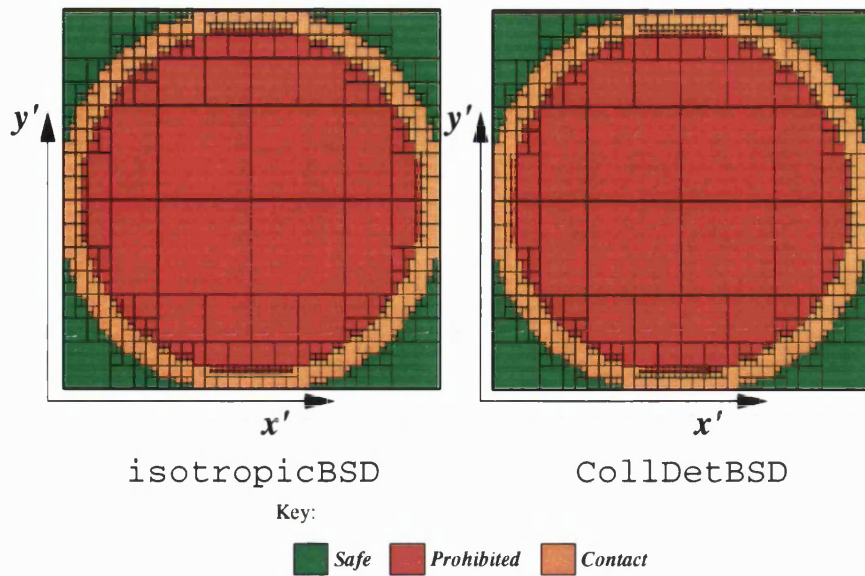 y' y'
x' x'
isotropicBSD CollDetBSD
Key:
Safe Prohibited Contact